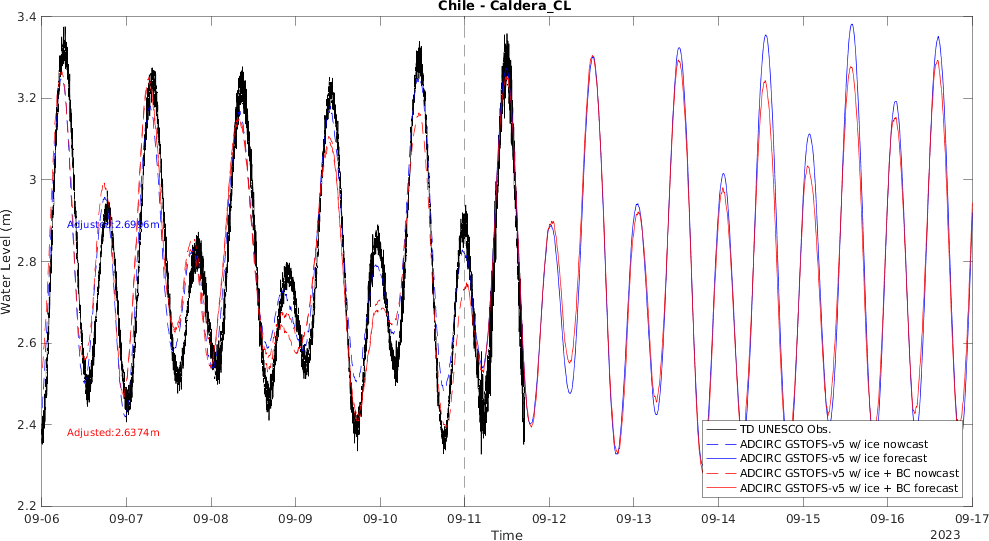 Chile - Caldera_CL
Water Level (m)
3.4
3.2
3
2.8
2.6
2.4
2.2
Adjusted:2.6996m
Adjusted:2.6374m
TD UNESCO Obs.
ADCIRC GSTOFS-v5 w/ ice nowcast
ADCIRC GSTOFS-v5 w/ ice forecast
ADCIRC GSTOFS-v5 w/ ice + BC nowcast
ADCIRC GSTOFS-v5 w/ ice + BC forecast
09-06 09-07 09-08 09-09 09-10 09-11 09-12 09-13 09-14 09-15 09-16 09-17
Time
2023